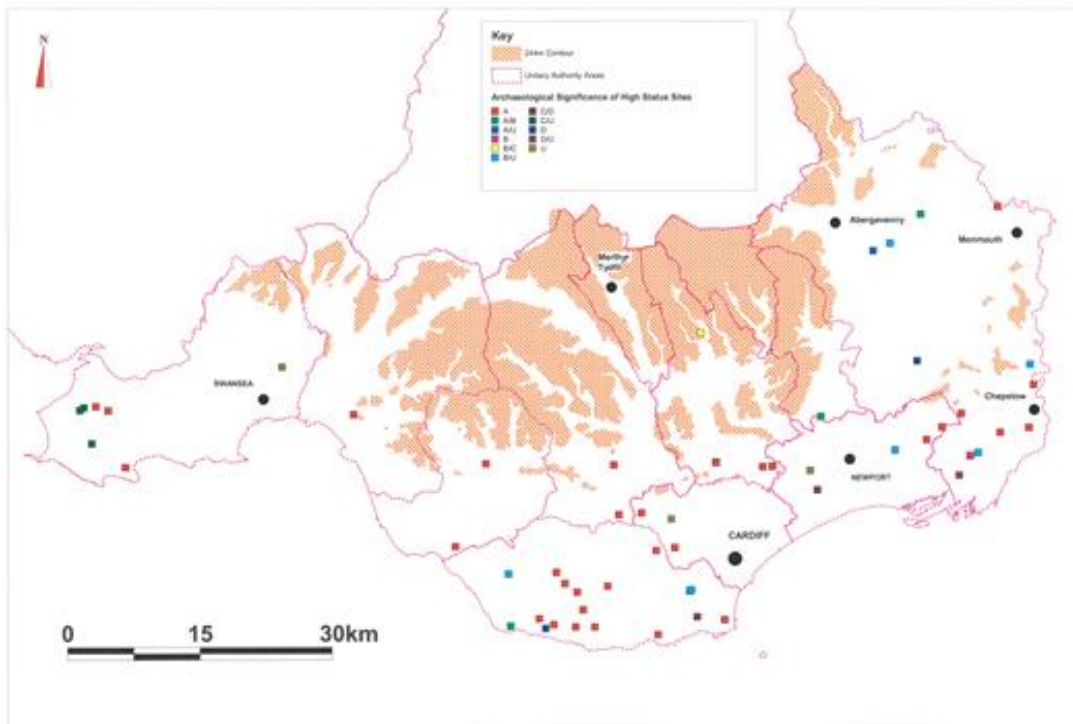 N
Key
Contour
Unitary Authority Areas
Archaeological Significance of High Status Sites
A
A/B
A/U
B
B/C
B/U
C/D
C/U
D
D/U
U
Abergavenny
Monmouth
Merthyr
Tydfil
SWANSEA
Chepstow
NEWPORT
CARDIFF
0 15 30km